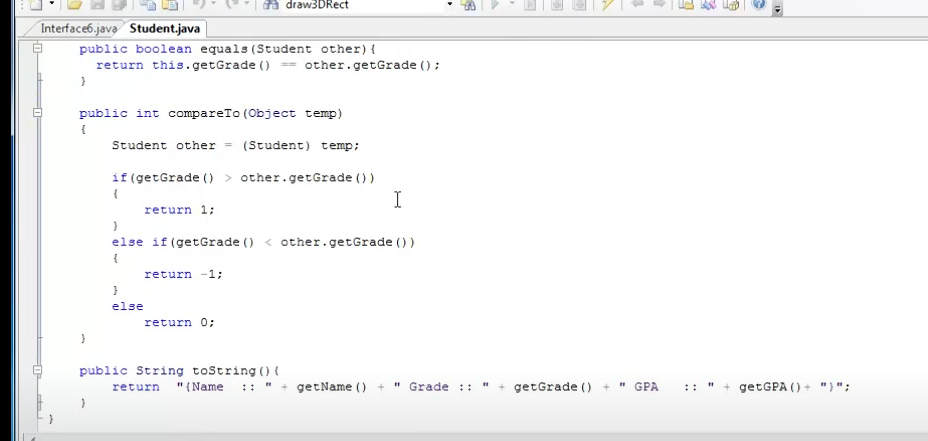 draw3DRect
Interface6.java Student.java
public boolean equals(Student other){
return this.getGrade() == other.getGrade();
}
public int compareTo(Object temp)
{
Student other = (Student) temp;
if(getGrade() > other.getGrade())
{
return 1;
}
else if(getGrade() < other.getGrade())
{
return -1;
}
else
return 0;
}
public String toString(){
return "{Name :: " + getName() + " Grade :: " + getGrade() + " GPA :: " + getGPA()+ "}";
}
}